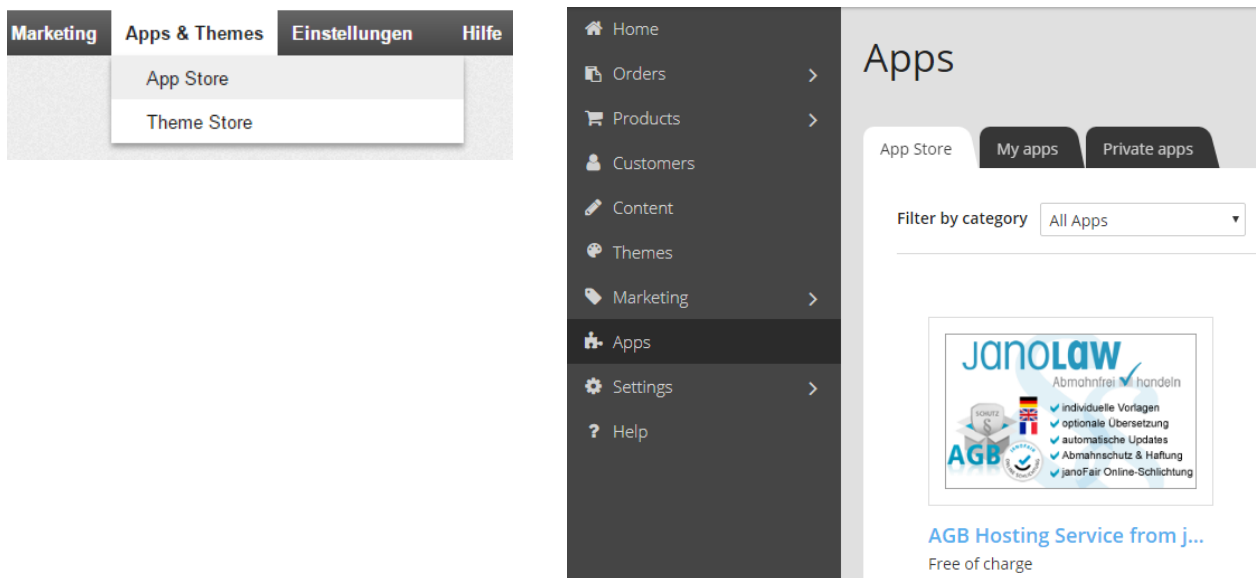 Marketing Apps & Themes Einstellungen Hilfe
App Store
Theme Store
Home
Orders
Products
Customers
Content
Themes
Marketing
Apps
Settings
? Help
Apps
App Store My apps Private apps
Filter by category All Apps
JANOLAW
Abmahnfrei handeln
SCHUTZ
§
AGB
individuelle Vorlagen
optionale Übersetzung
automatische Updates
Abmahnschutz & Haftung
janoFair Online-Schlichtung
AGB Hosting Service from j...
Free of charge